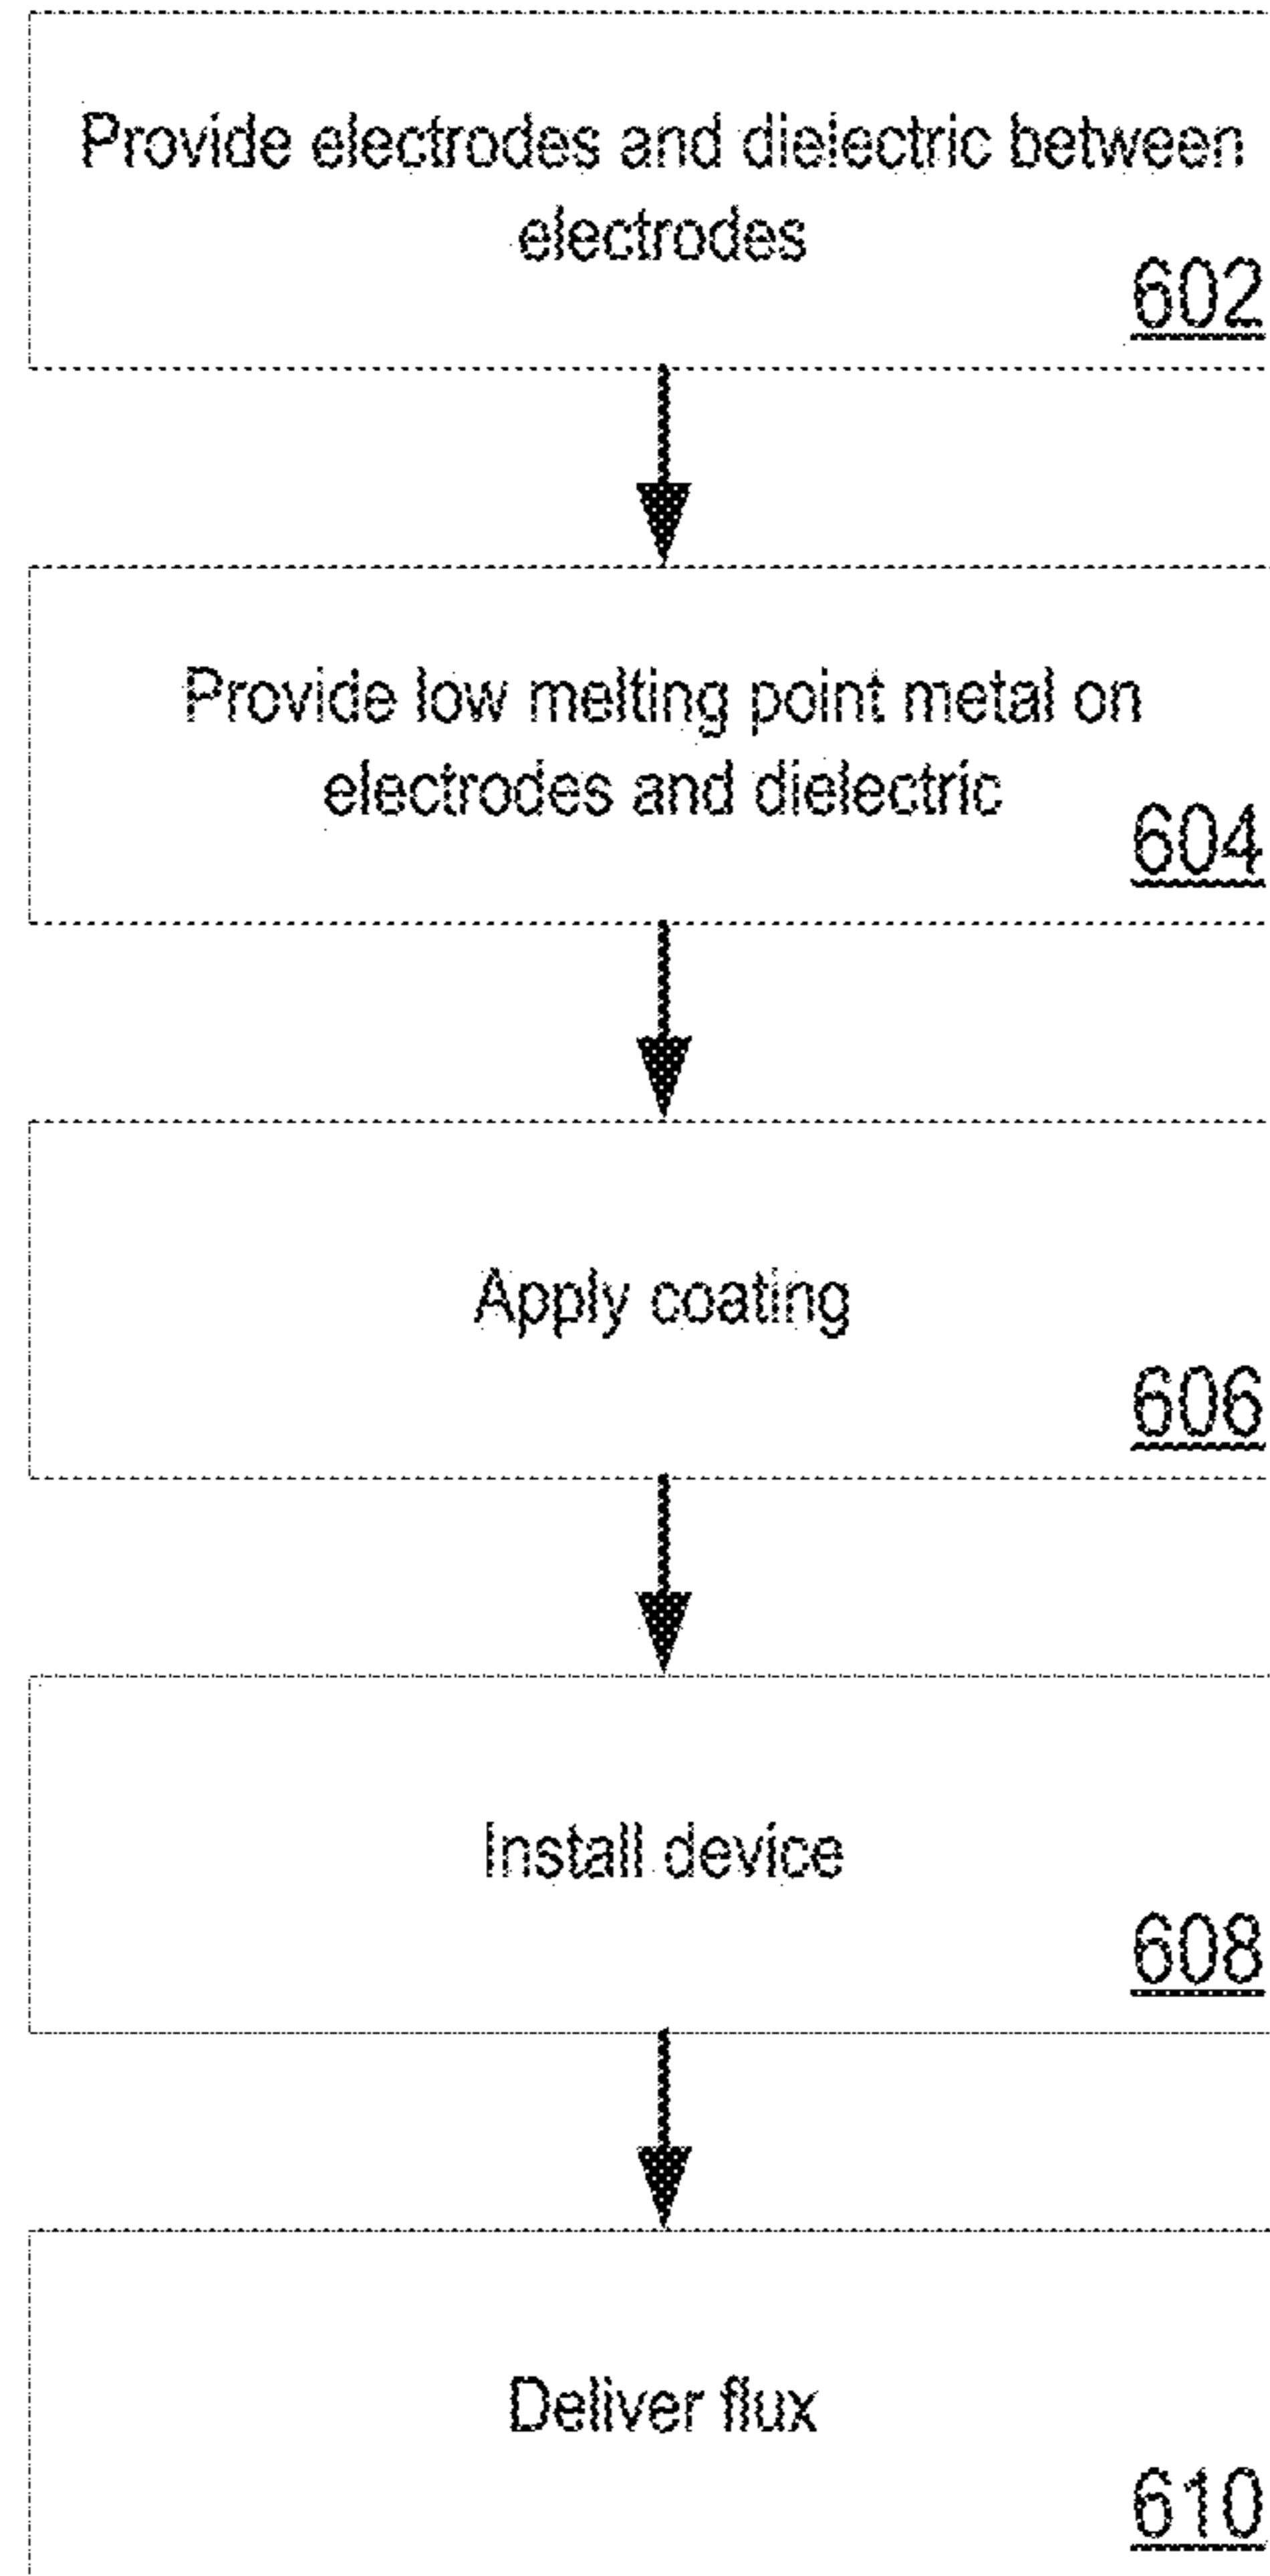 Provide electrodes and dielectric between
electrodes
602
Provide low melting point metal on
electrodes and dielectric
604
Apply coating
606
Install device
608
Deliver flux
610